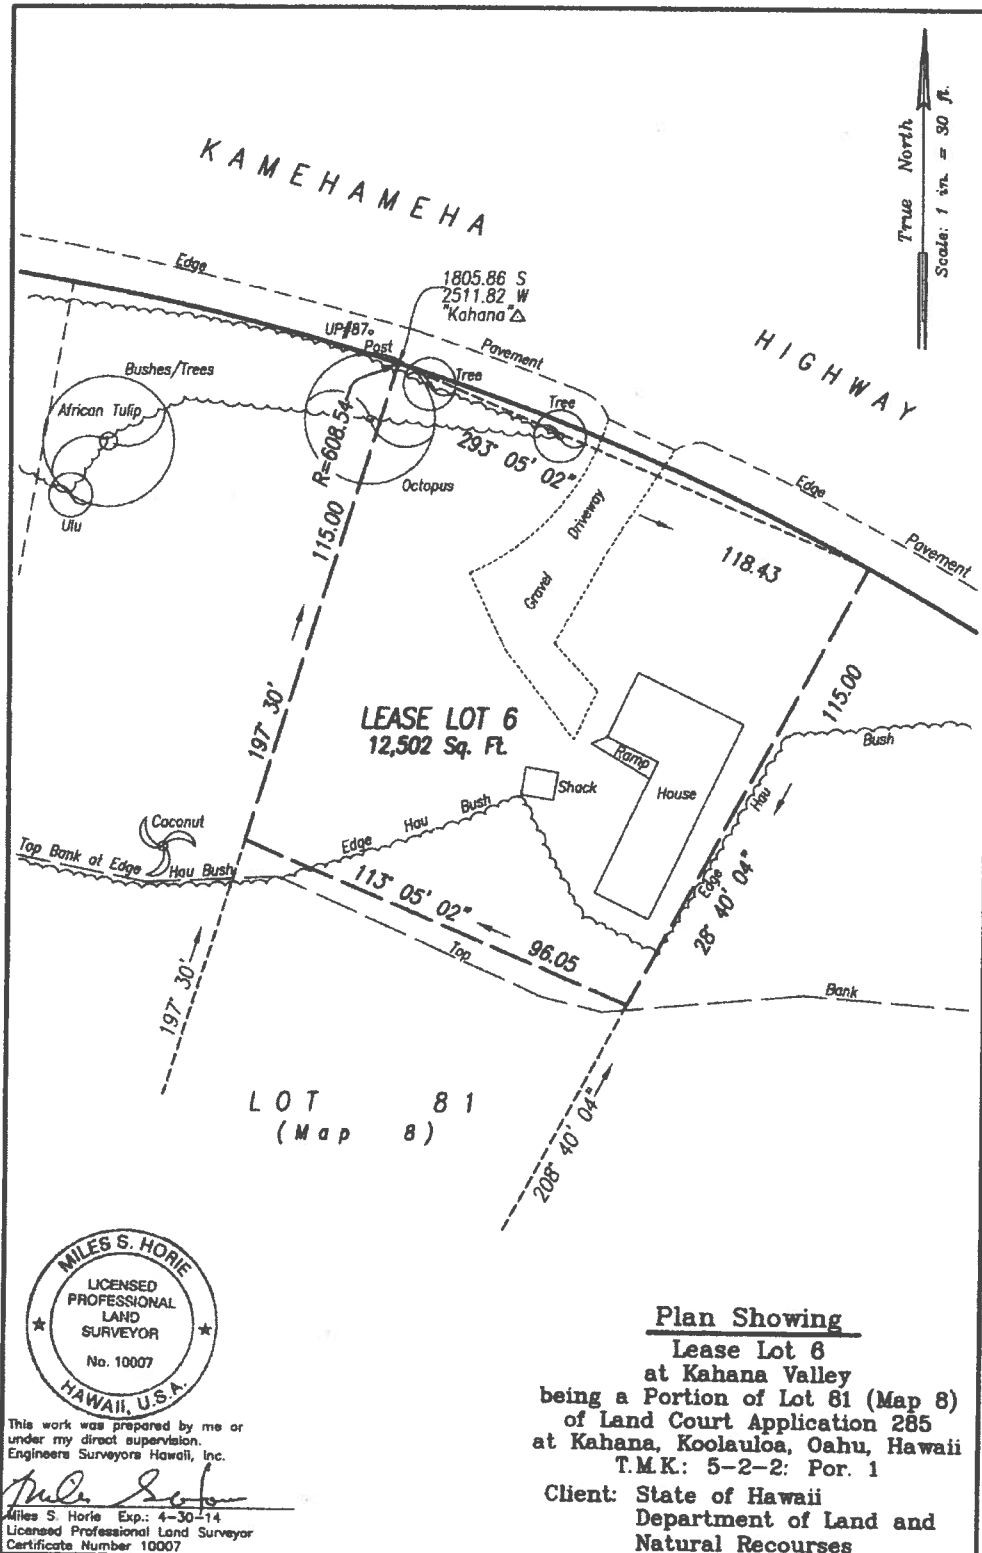 KAMEHAMEHA
HIGHWAY
True North
Scale: 1 in. = 30 ft.
Edge
1805.86 S
2511.82 W
"Kahana" △
UP#87
Post
Pavement
Tree
Tree
Bushes/Trees
African Tulip
Ulu
Octopus
R=608.54
293° 05' 02"
118.43
Edge
Pavement
Driveway
Gravel
115.00
197° 30'
LEASE LOT 6
12,502 Sq. Ft.
115.00
Ramp
House
Shack
Bush
Hau
Edge
28° 40' 04"
Coconut
Top Bank at Edge Hau Bush
Edge Hau Bush
113° 05' 02"
96.05
Top
Bank
197° 30'
208° 40' 04"
LOT 81
(Map 8)
MILES S. HORIE
LICENSED
PROFESSIONAL
LAND
SURVEYOR
No. 10007
HAWAII, U.S.A.
This work was prepared by me or
under my direct supervision.
Engineers Surveyors Hawaii, Inc.
Miles S. Horie Exp.: 4-30-14
Licensed Professional Land Surveyor
Certificate Number 10007
Plan Showing
Lease Lot 6
at Kahana Valley
being a Portion of Lot 81 (Map 8)
of Land Court Application 285
at Kahana, Koolauloa, Oahu, Hawaii
T.M.K.: 5-2-2: Por. 1
Client: State of Hawaii
Department of Land and
Natural Recourses